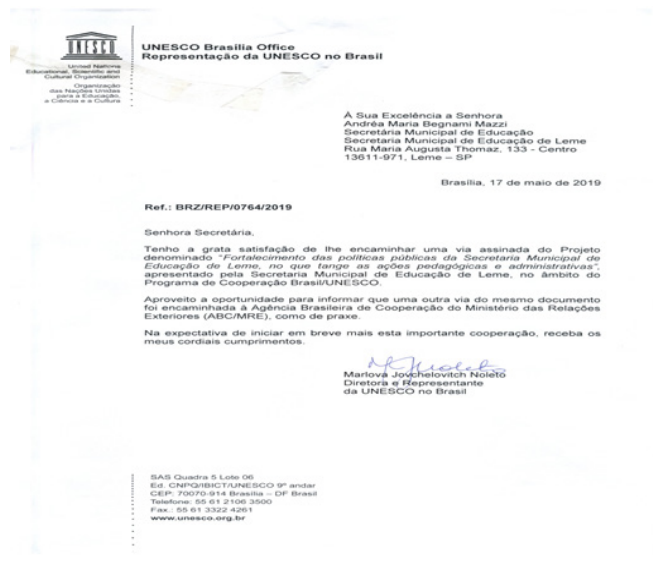 UNESCO
United Nations
Educational, Scientific and
Cultural Organization
Organização
das Nações Unidas
para a Educação,
a Ciência e a Cultura
UNESCO Brasilia Office
Representação da UNESCO no Brasil
À Sua Excelência a Senhora
Andréa Maria Begnami Mazzi
Secretária Municipal de Educação
Secretaria Municipal de Educação de Leme
Rua Maria Augusta Thomaz, 133 - Centro
13611-971, Leme – SP
Brasília, 17 de maio de 2019
Ref.: BRZ/REP/0764/2019
Senhora Secretária,
Tenho a grata satisfação de lhe encaminhar uma via assinada do Projeto
denominado "Fortalecimento das políticas públicas da Secretaria Municipal de
Educação de Leme, no que tange as ações pedagógicas e administrativas",
apresentado pela Secretaria Municipal de Educação de Leme, no âmbito do
Programa de Cooperação Brasil/UNESCO.
Aproveito a oportunidade para informar que uma outra via do mesmo documento
foi encaminhada à Agência Brasileira de Cooperação do Ministério das Relações
Exteriores (ABC/MRE), como de praxe.
Na expectativa de iniciar em breve mais esta importante cooperação, receba os
meus cordiais cumprimentos.
M Noleto
Marlova Jovchelovitch Noleto
Diretora e Representante
da UNESCO no Brasil
SAS Quadra 5 Lote 06
Ed. CNPQ/IBICT/UNESCO 9º andar
CEP: 70070-914 Brasília – DF Brasil
Telefone: 55 61 2106 3500
Fax.: 55 61 3322 4261
www.unesco.org.br